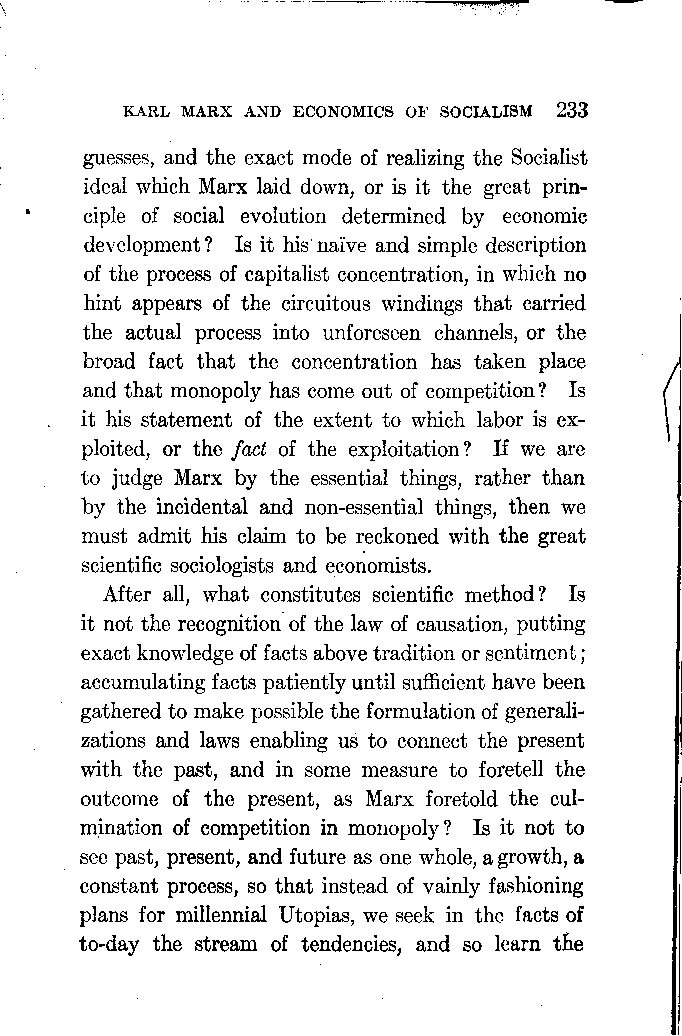 KARL MARX AND ECONOMICS OF SOCIALISM 233
guesses, and the exact mode of realizing the Socialist
ideal which Marx laid down, or is it the great prin-
ciple of social evolution determined by economic
development? Is it his naïve and simple description
of the process of capitalist concentration, in which no
hint appears of the circuitous windings that carried
the actual process into unforeseen channels, or the
broad fact that the concentration has taken place
and that monopoly has come out of competition? Is
it his statement of the extent to which labor is ex-
ploited, or the fact of the exploitation? If we are
to judge Marx by the essential things, rather than
by the incidental and non-essential things, then we
must admit his claim to be reckoned with the great
scientific sociologists and economists.
After all, what constitutes scientific method? Is
it not the recognition of the law of causation, putting
exact knowledge of facts above tradition or sentiment;
accumulating facts patiently until sufficient have been
gathered to make possible the formulation of generali-
zations and laws enabling us to connect the present
with the past, and in some measure to foretell the
outcome of the present, as Marx foretold the cul-
mination of competition in monopoly? Is it not to
see past, present, and future as one whole, a growth, a
constant process, so that instead of vainly fashioning
plans for millennial Utopias, we seek in the facts of
to-day the stream of tendencies, and so learn the